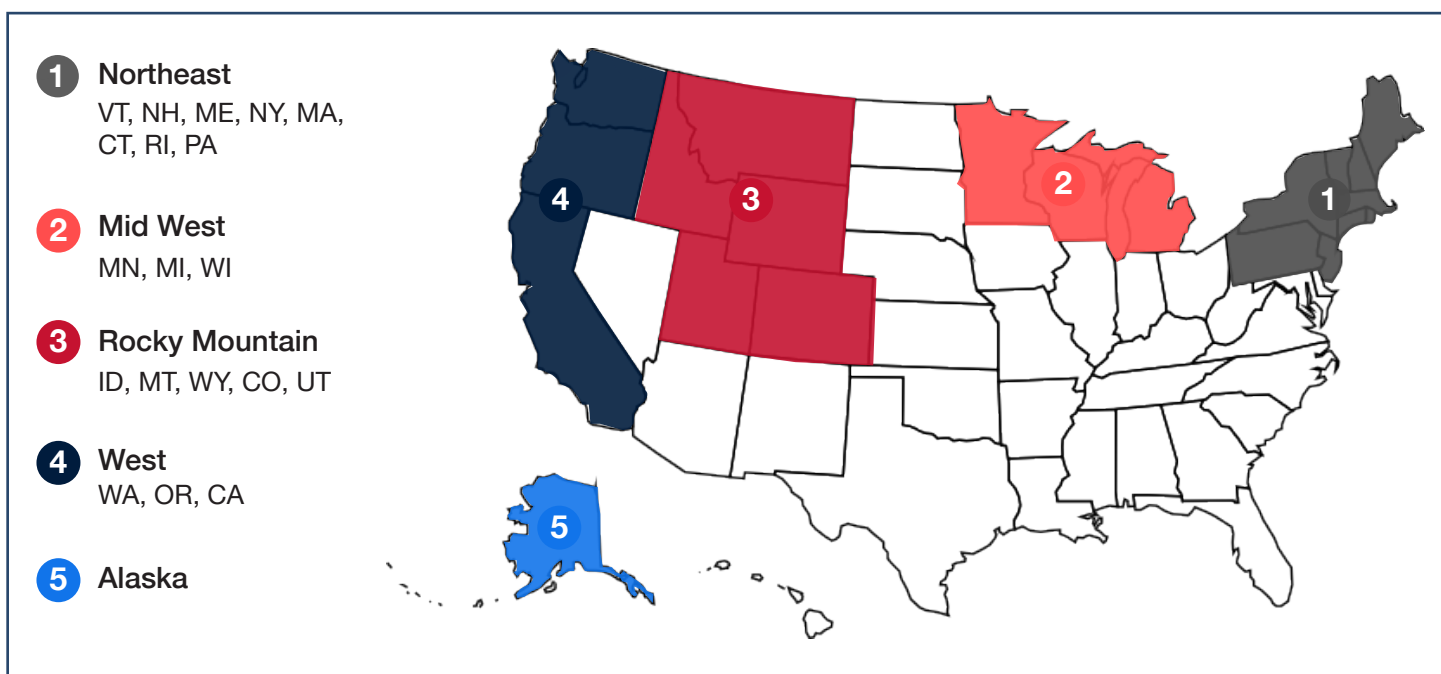 1 Northeast
VT, NH, ME, NY, MA,
CT, RI, PA
2 Mid West
MN, MI, WI
3 Rocky Mountain
ID, MT, WY, CO, UT
4 West
WA, OR, CA
5 Alaska
4
3
2
1
5